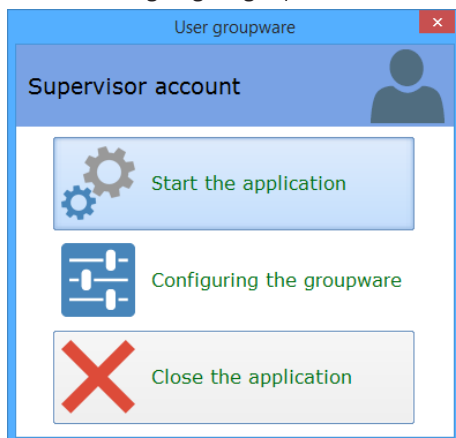 User groupware
Supervisor account
Start the application
Configuring the groupware
Close the application